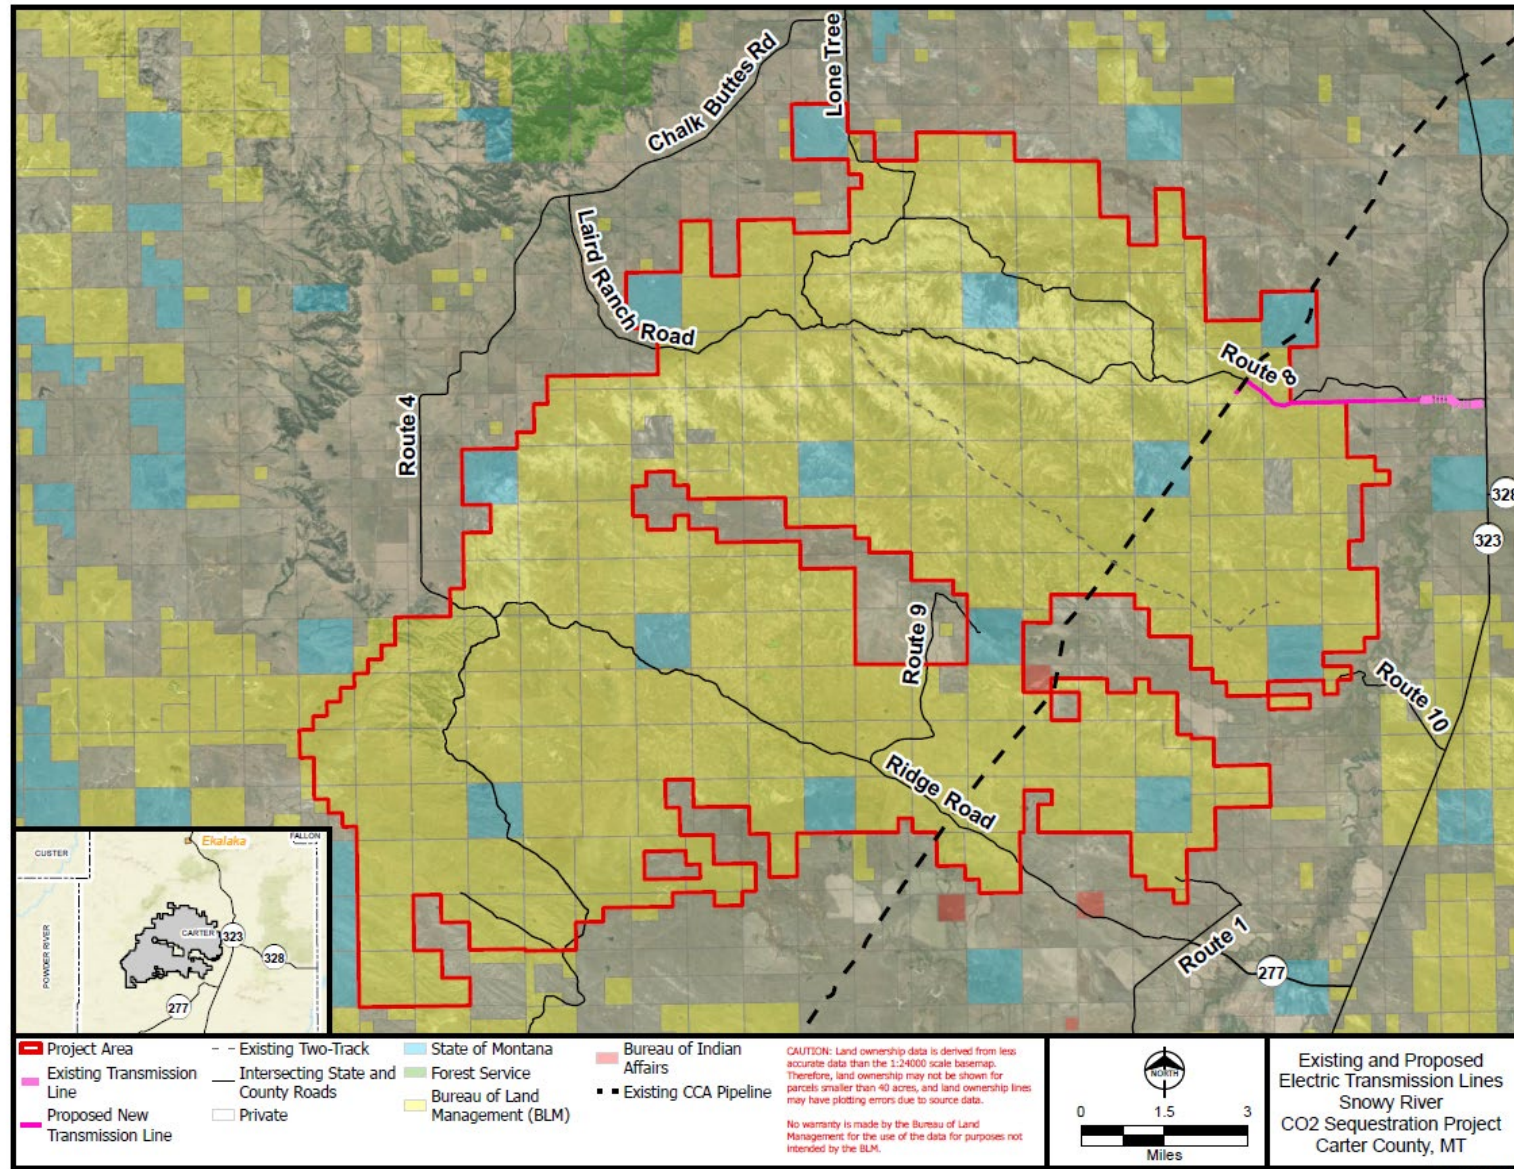 Chalk Buttes Rd
Lone Tree
Laird Ranch Road
Route 8
Route 4
328
323
Route 9
Route 10
Ridge Road
Route 1
277
Ekalaka
FALLON
CUSTER
POWDER RIVER
CARTER
323
328
277
Project Area
Existing Transmission
Line
Proposed New
Transmission Line
Existing Two-Track
Intersecting State and
County Roads
Private
State of Montana
Forest Service
Bureau of Land
Management (BLM)
Bureau of Indian
Affairs
Existing CCA Pipeline
CAUTION: Land ownership data is derived from less
accurate data than the 1:24000 scale basemap.
Therefore, land ownership may not be shown for
parcels smaller than 40 acres, and land ownership lines
may have plotting errors due to source data.
No warranty is made by the Bureau of Land
Management for the use of the data for purposes not
intended by the BLM.
NORTH
0 1.5 3
Miles
Existing and Proposed
Electric Transmission Lines
Snowy River
CO2 Sequestration Project
Carter County, MT